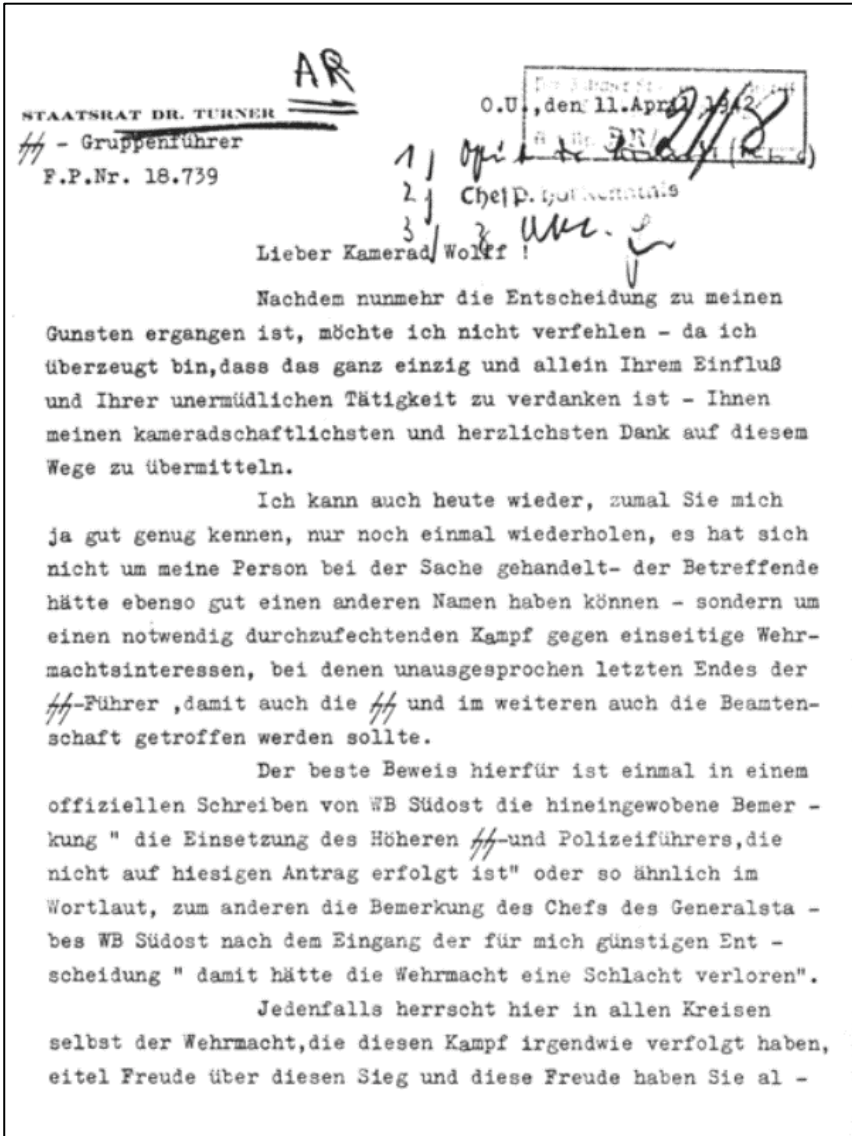 AR
STAATSRAT DR. TURNER
O.U.,den 11.April 1942
SS - Gruppenführer
F.P.Nr. 18.739
AR/
1)
2) Chef
3)
Lieber Kamerad Wolff !
Nachdem nunmehr die Entscheidung zu meinen
Gunsten ergangen ist, möchte ich nicht verfehlen - da ich
überzeugt bin,dass das ganz einzig und allein Ihrem Einfluß
und Ihrer unermüdlichen Tätigkeit zu verdanken ist - Ihnen
meinen kameradschaftlichsten und herzlichsten Dank auf diesem
Wege zu übermitteln.
Ich kann auch heute wieder, zumal Sie mich
ja gut genug kennen, nur noch einmal wiederholen, es hat sich
nicht um meine Person bei der Sache gehandelt- der Betreffende
hätte ebenso gut einen anderen Namen haben können - sondern um
einen notwendig durchzufechtenden Kampf gegen einseitige Wehr-
machtsinteressen, bei denen unausgesprochen letzten Endes der
SS-Führer ,damit auch die SS und im weiteren auch die Beamten-
schaft getroffen werden sollte.
Der beste Beweis hierfür ist einmal in einem
offiziellen Schreiben von WB Südost die hineingewobene Bemer -
kung " die Einsetzung des Höheren SS-und Polizeiführers,die
nicht auf hiesigen Antrag erfolgt ist" oder so ähnlich im
Wortlaut, zum anderen die Bemerkung des Chefs des Generalsta -
bes WB Südost nach dem Eingang der für mich günstigen Ent -
scheidung " damit hätte die Wehrmacht eine Schlacht verloren".
Jedenfalls herrscht hier in allen Kreisen
selbst der Wehrmacht,die diesen Kampf irgendwie verfolgt haben,
eitel Freude über diesen Sieg und diese Freude haben Sie al -